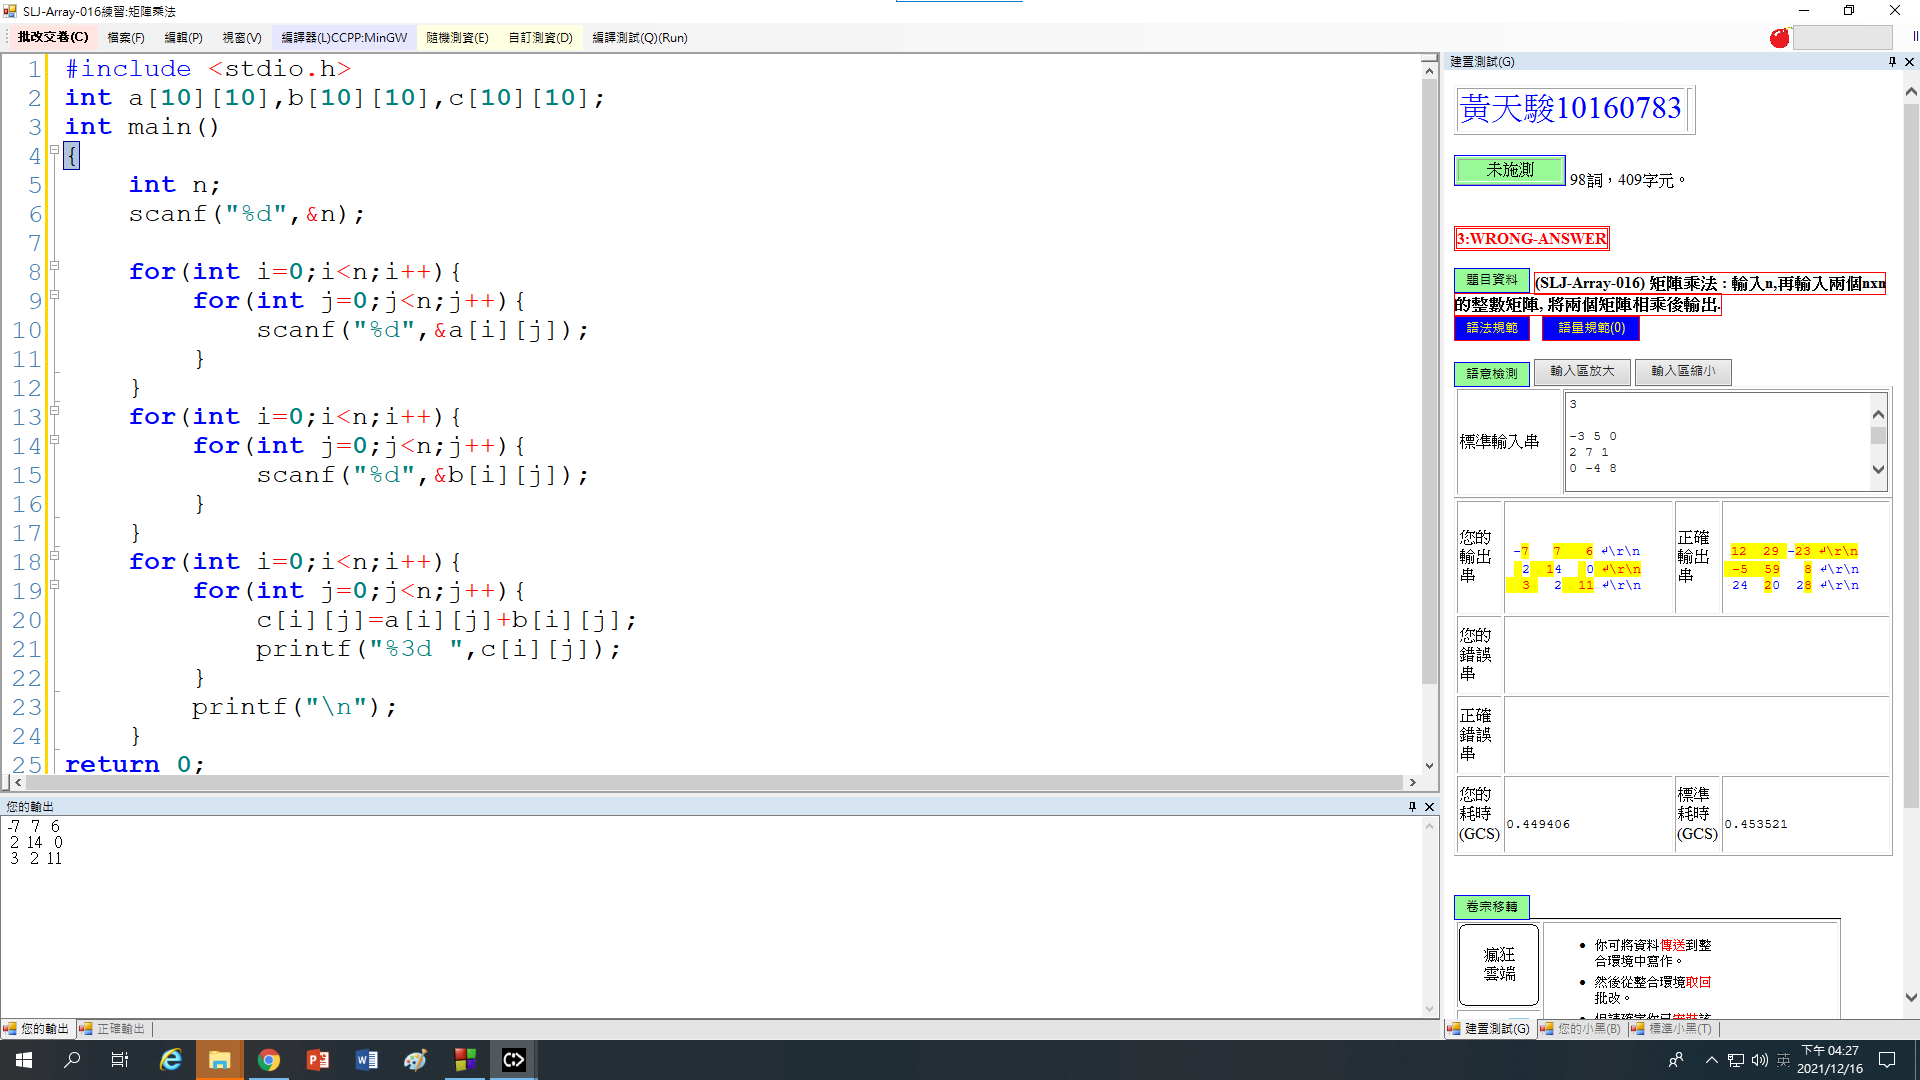 SLJ-Array-016練習:矩陣乘法
批改交卷(C) 檔案(F) 編輯(P) 視窗(V) 編譯器(L)CCPP:MinGW 隨機測資(E) 自訂測資(D) 編譯測試(Q)(Run)
1 #include <stdio.h>
2 int a[10][10],b[10][10],c[10][10];
3 int main()
4 {
5 int n;
6 scanf("%d",&n);
7
8 for(int i=0;i<n;i++){
9 for(int j=0;j<n;j++){
10 scanf("%d",&a[i][j]);
11 }
12 }
13 for(int i=0;i<n;i++){
14 for(int j=0;j<n;j++){
15 scanf("%d",&b[i][j]);
16 }
17 }
18 for(int i=0;i<n;i++){
19 for(int j=0;j<n;j++){
20 c[i][j]=a[i][j]+b[i][j];
21 printf("%3d ",c[i][j]);
22 }
23 printf("\n");
24 }
25 return 0;
您的輸出
-7 7 6
2 14 0
3 2 11
您的輸出 正確輸出
建置測試(G)
黃天駿10160783
未施測 98詞，409字元。
3:WRONG-ANSWER
題目資料 (SLJ-Array-016) 矩陣乘法 : 輸入n,再輸入兩個nxn
的整數矩陣, 將兩個矩陣相乘後輸出.
語法規範 語量規範(0)
語意檢測 輸入區放大 輸入區縮小
標準輸入串
3
-3 5 0
2 7 1
0 -4 8
您的輸出串
-7 7 6 ↲\r\n
2 14 0 ↲\r\n
3 2 11 ↲\r\n
正確輸出串
12 29 -23 ↲\r\n
-5 59 8 ↲\r\n
24 20 28 ↲\r\n
您的錯誤串
正確錯誤串
您的耗時(GCS) 0.449406
標準耗時(GCS) 0.453521
卷宗移轉
瘋狂雲端
• 你可將資料傳送到整
合環境中寫作。
• 然後從整合環境取回
批改。
建置測試(G) 您的小黑(B) 標準小黑(T)
英
下午 04:27
2021/12/16